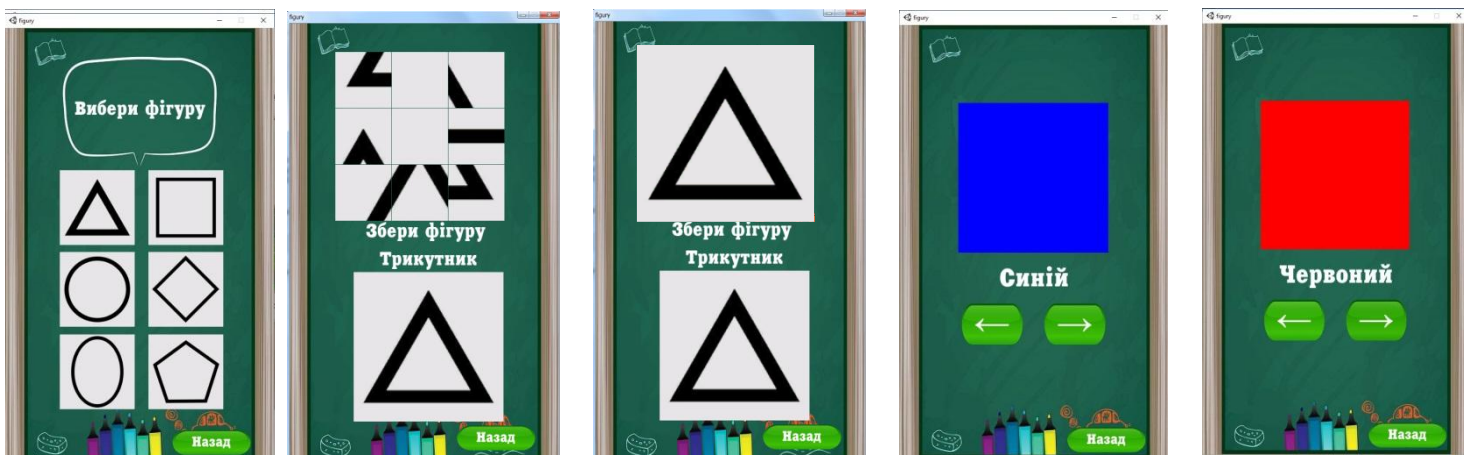 figury
Вибери фігуру
Назад
figury
Збери фігуру
Трикутник
Назад
figury
Збери фігуру
Трикутник
Назад
figury
Синій
Назад
figury
Червоний
Назад